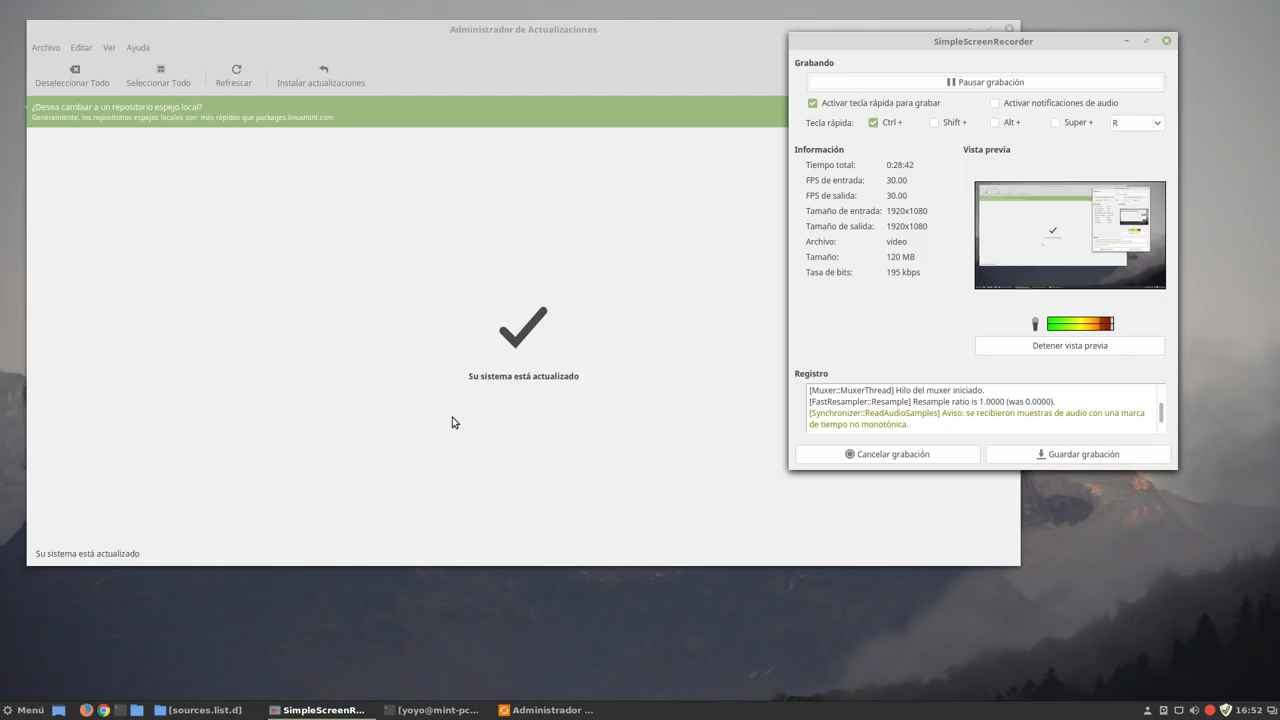 Administrador de Actualizaciones
Archivo Editar Ver Ayuda
Deseleccionar Todo Seleccionar Todo Refrescar Instalar actualizaciones
¿Desea cambiar a un repositorio espejo local?
Generalmente, los repositorios espejos locales son más rápidos que packages.linuxmint.com
Su sistema está actualizado
Su sistema está actualizado
SimpleScreenRecorder
Grabando
Pausar grabación
Activar tecla rápida para grabar Activar notificaciones de audio
Tecla rápida: Ctrl + Shift + Alt + Super + R
Información Vista previa
Tiempo total: 0:28:42
FPS de entrada: 30.00
FPS de salida: 30.00
Tamaño de entrada: 1920x1080
Tamaño de salida: 1920x1080
Archivo: video
Tamaño: 120 MB
Tasa de bits: 195 kbps
Detener vista previa
Registro
[Muxer::MuxerThread] Hilo del muxer iniciado.
[FastResampler::Resample] Resample ratio is 1.0000 (was 0.0000).
[Synchronizer::ReadAudioSamples] Aviso: se recibieron muestras de audio con una marca
de tiempo no monotónica.
Cancelar grabación Guardar grabación
Menú [sources.list.d] SimpleScreenR... [yoyo@mint-pc... Administrador ... 16:52